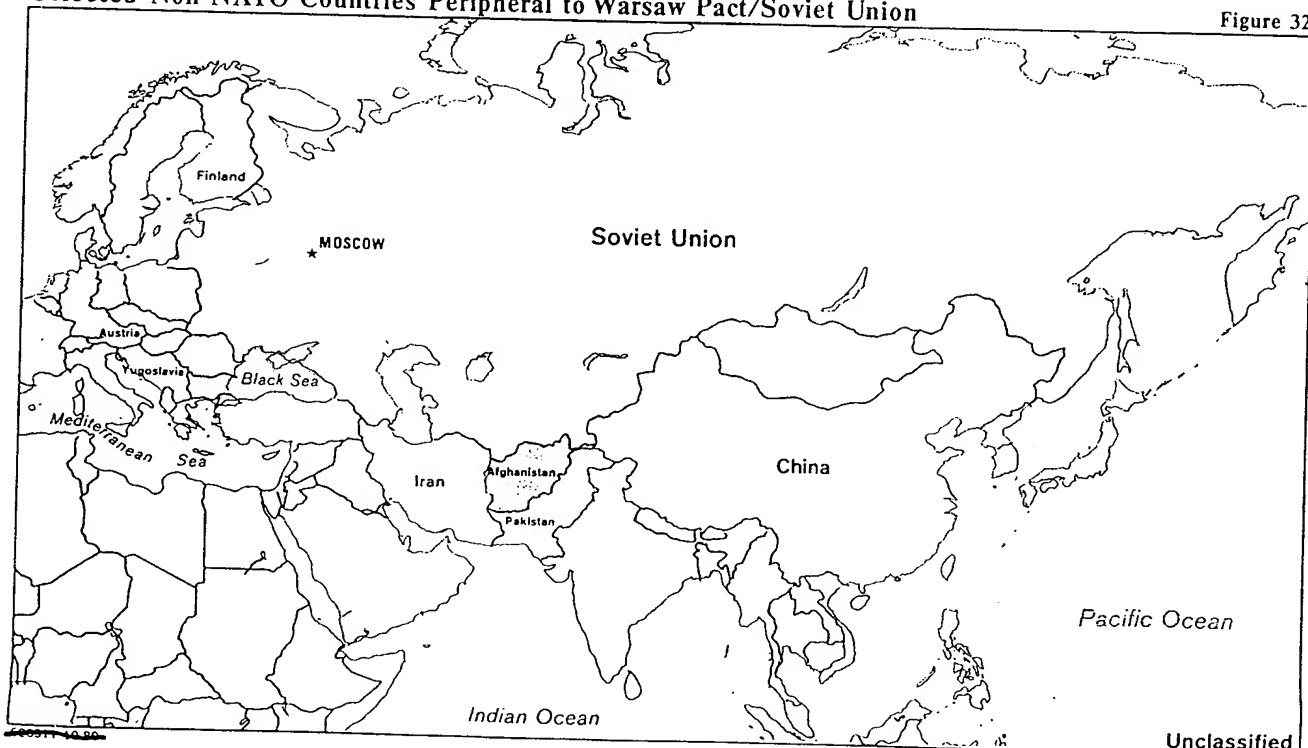 Non-NATO Countries Peripheral to Warsaw Pact/Soviet Union
Figure 32
Finland
MOSCOW
Soviet Union
Austria
Yugoslavia
Black Sea
Mediterranean Sea
Iran
Afghanistan
Pakistan
China
Pacific Ocean
Indian Ocean
Unclassified